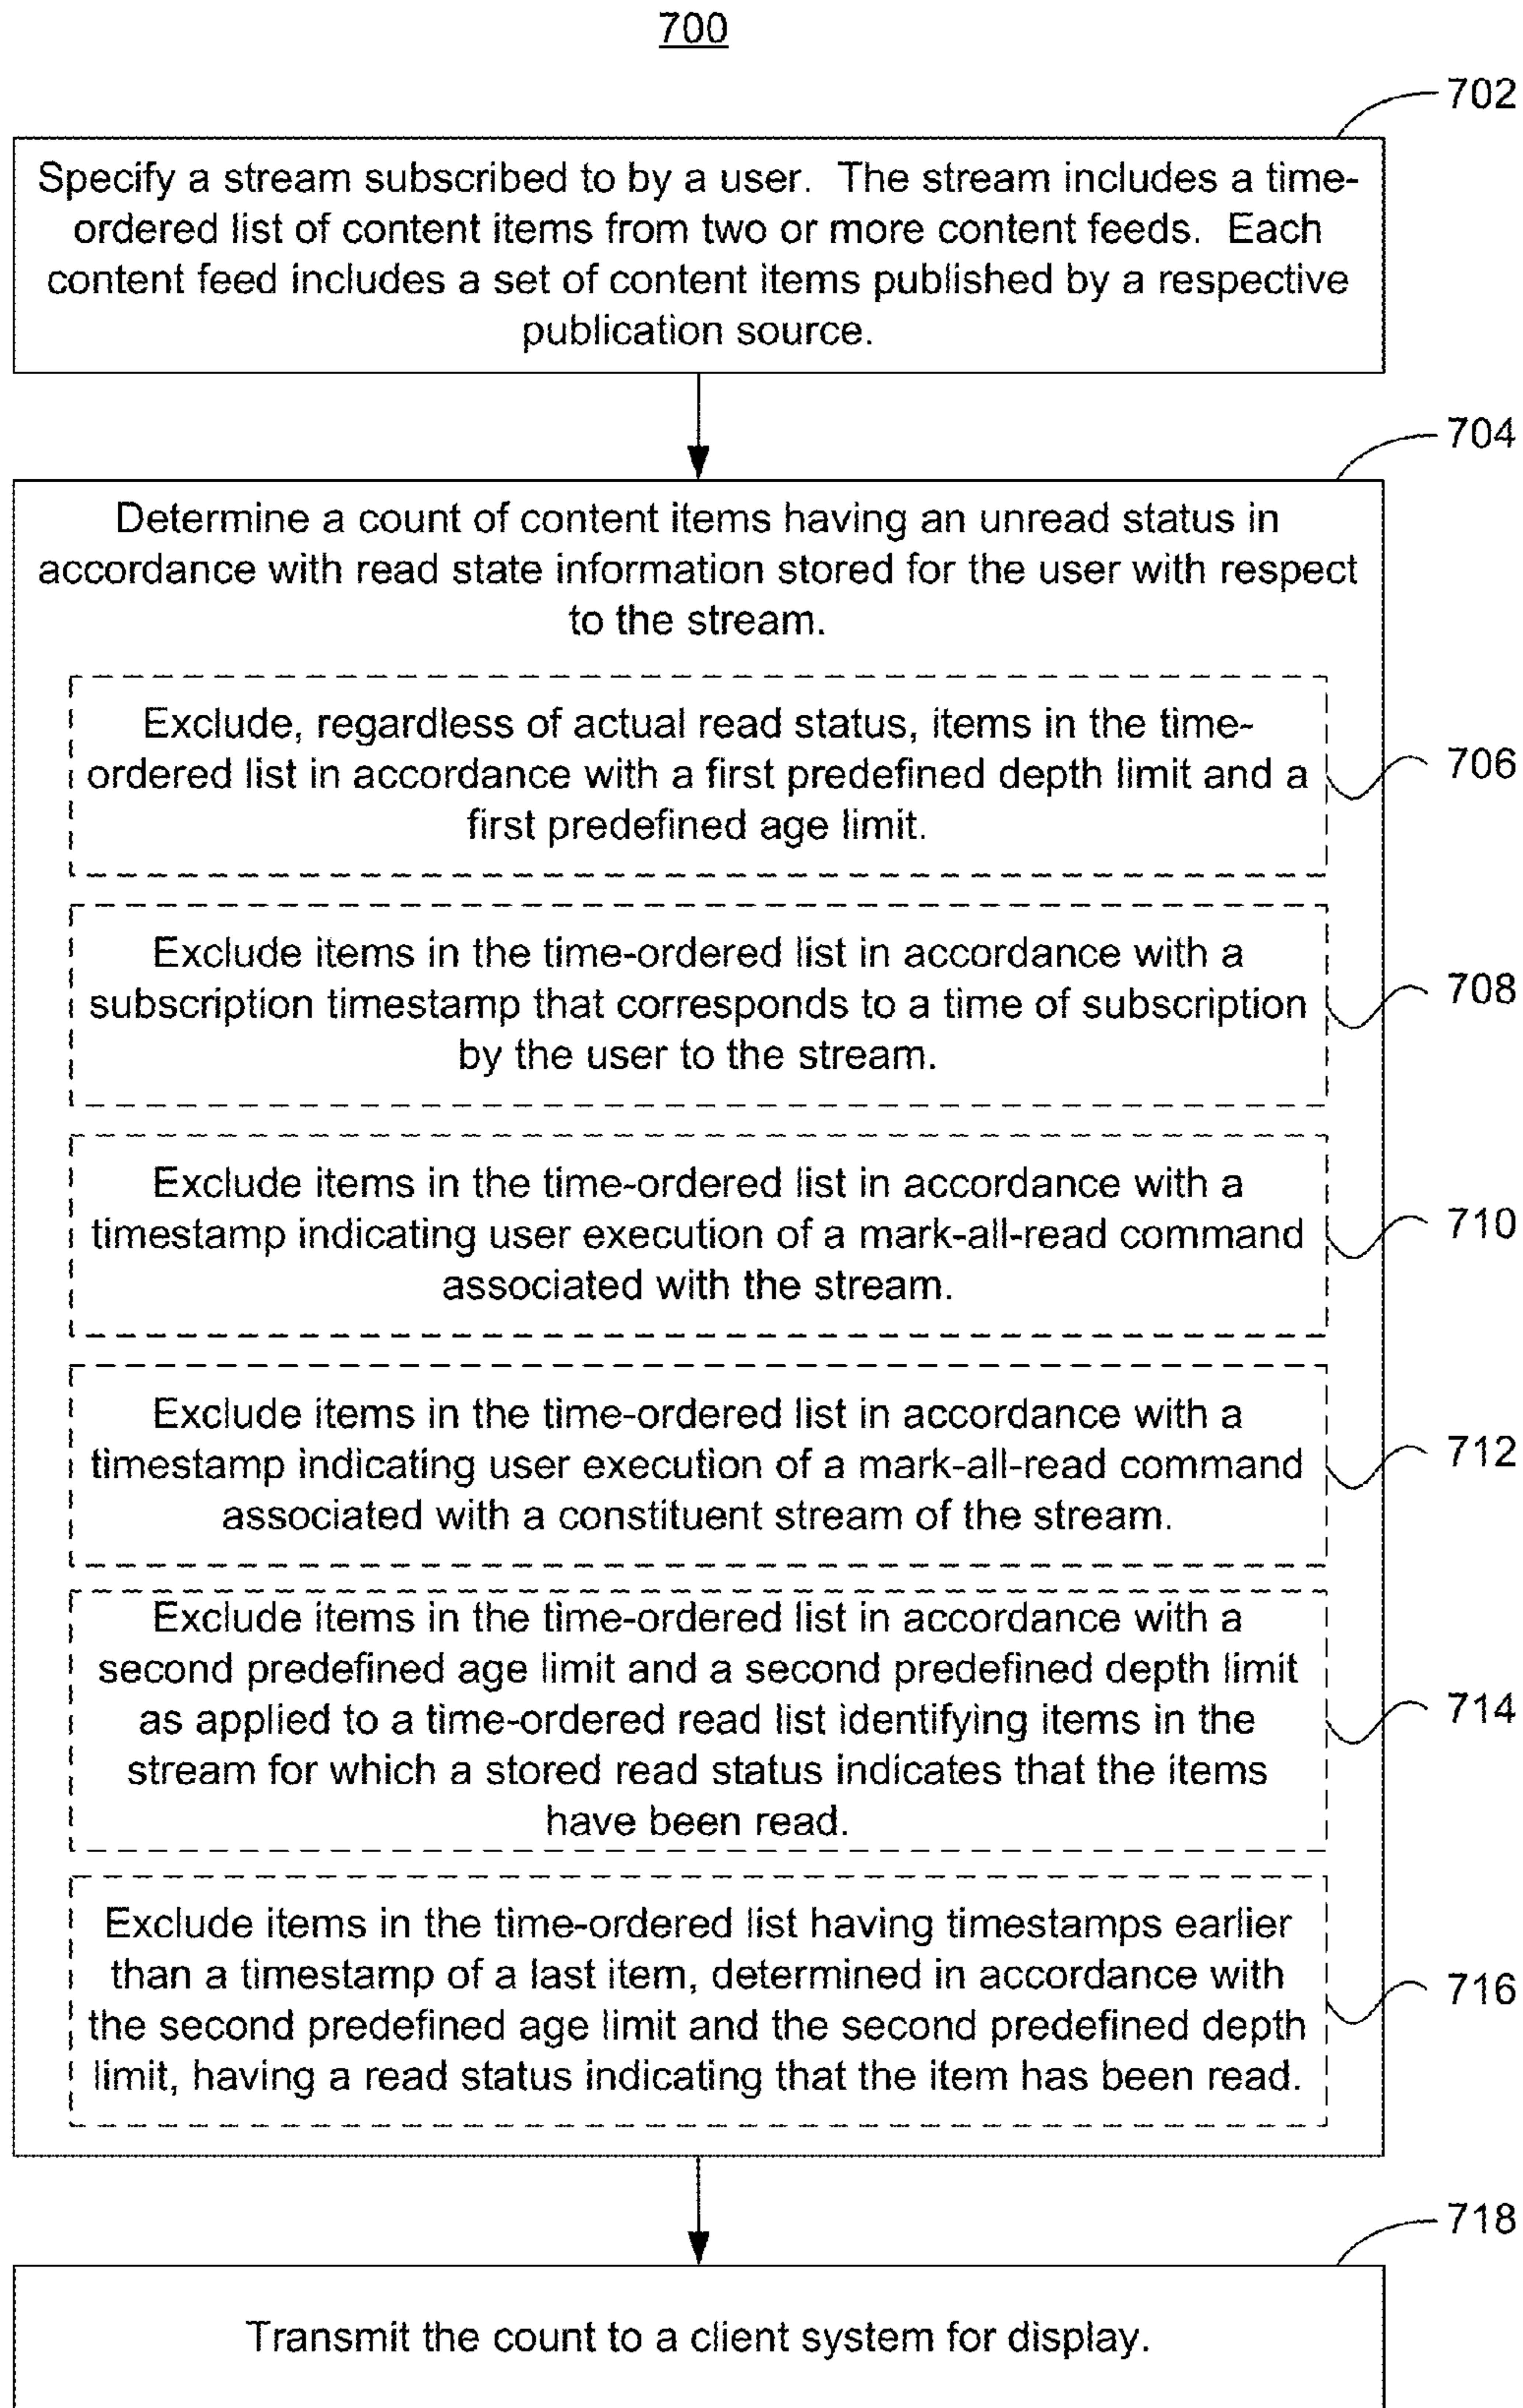 700
702
Specify a stream subscribed to by a user. The stream includes a time-
ordered list of content items from two or more content feeds. Each
content feed includes a set of content items published by a respective
publication source.
704
Determine a count of content items having an unread status in
accordance with read state information stored for the user with respect
to the stream.
Exclude, regardless of actual read status, items in the time-
ordered list in accordance with a first predefined depth limit and a
first predefined age limit.
706
Exclude items in the time-ordered list in accordance with a
subscription timestamp that corresponds to a time of subscription
by the user to the stream.
708
Exclude items in the time-ordered list in accordance with a
timestamp indicating user execution of a mark-all-read command
associated with the stream.
710
Exclude items in the time-ordered list in accordance with a
timestamp indicating user execution of a mark-all-read command
associated with a constituent stream of the stream.
712
Exclude items in the time-ordered list in accordance with a
second predefined age limit and a second predefined depth limit
as applied to a time-ordered read list identifying items in the
stream for which a stored read status indicates that the items
have been read.
714
Exclude items in the time-ordered list having timestamps earlier
than a timestamp of a last item, determined in accordance with
the second predefined age limit and the second predefined depth
limit, having a read status indicating that the item has been read.
716
718
Transmit the count to a client system for display.